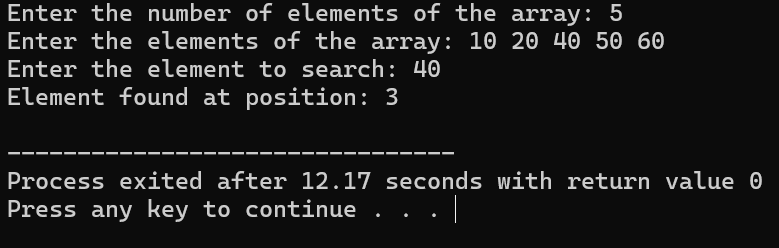 Enter the number of elements of the array: 5
Enter the elements of the array: 10 20 40 50 60
Enter the element to search: 40
Element found at position: 3
--------------------------------
Process exited after 12.17 seconds with return value 0
Press any key to continue . . .